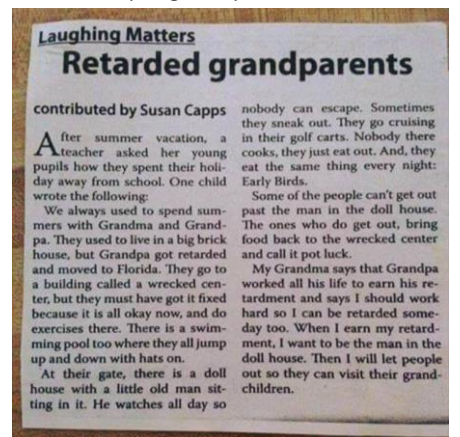 Laughing Matters
Retarded grandparents
contributed by Susan Capps
After summer vacation, a
teacher asked her young
pupils how they spent their holi-
day away from school. One child
wrote the following:
We always used to spend sum-
mers with Grandma and Grand-
pa. They used to live in a big brick
house, but Grandpa got retarded
and moved to Florida. They go to
a building called a wrecked cen-
ter, but they must have got it fixed
because it is all okay now, and do
exercises there. There is a swim-
ming pool too where they all jump
up and down with hats on.
At their gate, there is a doll
house with a little old man sit-
ting in it. He watches all day so
nobody can escape. Sometimes
they sneak out. They go cruising
in their golf carts. Nobody there
cooks, they just eat out. And, they
eat the same thing every night:
Early Birds.
Some of the people can't get out
past the man in the doll house.
The ones who do get out, bring
food back to the wrecked center
and call it pot luck.
My Grandma says that Grandpa
worked all his life to earn his re-
tardment and says I should work
hard so I can be retarded some-
day too. When I earn my retard-
ment, I want to be the man in the
doll house. Then I will let people
out so they can visit their grand-
children.